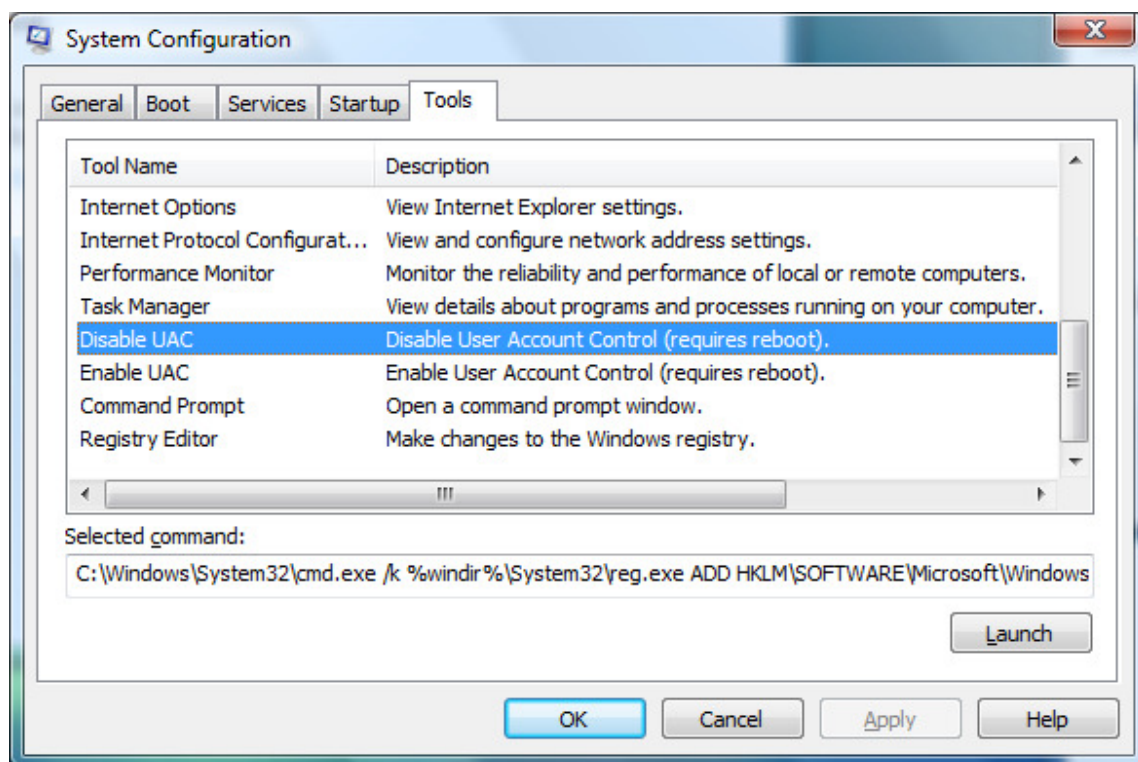 System Configuration
General Boot Services Startup Tools
Tool Name Description
Internet Options View Internet Explorer settings.
Internet Protocol Configurat... View and configure network address settings.
Performance Monitor Monitor the reliability and performance of local or remote computers.
Task Manager View details about programs and processes running on your computer.
Disable UAC Disable User Account Control (requires reboot).
Enable UAC Enable User Account Control (requires reboot).
Command Prompt Open a command prompt window.
Registry Editor Make changes to the Windows registry.
Selected command:
C:\Windows\System32\cmd.exe /k %windir%\System32\reg.exe ADD HKLM\SOFTWARE\Microsoft\Windows
Launch
OK Cancel Apply Help